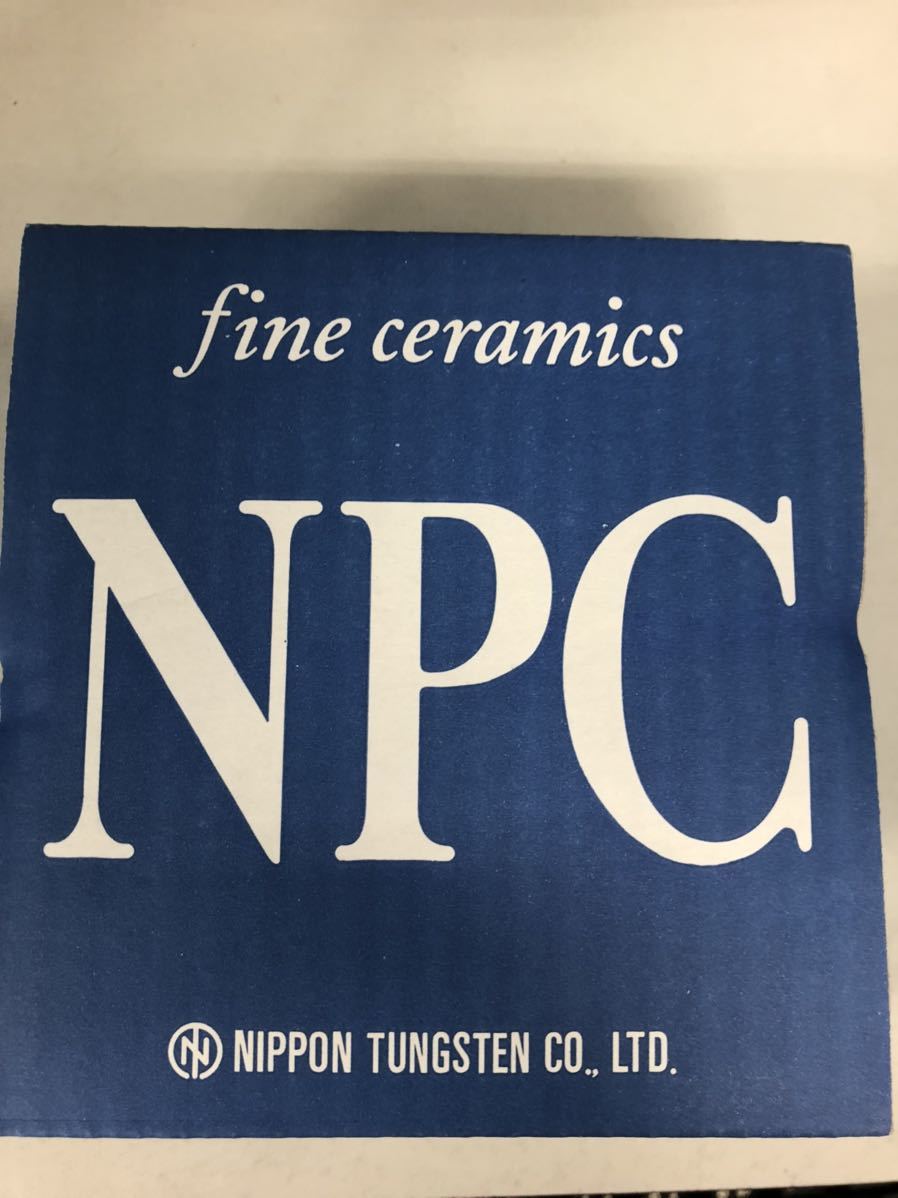 fine ceramics
NPC
NIPPON TUNGSTEN CO., LTD.